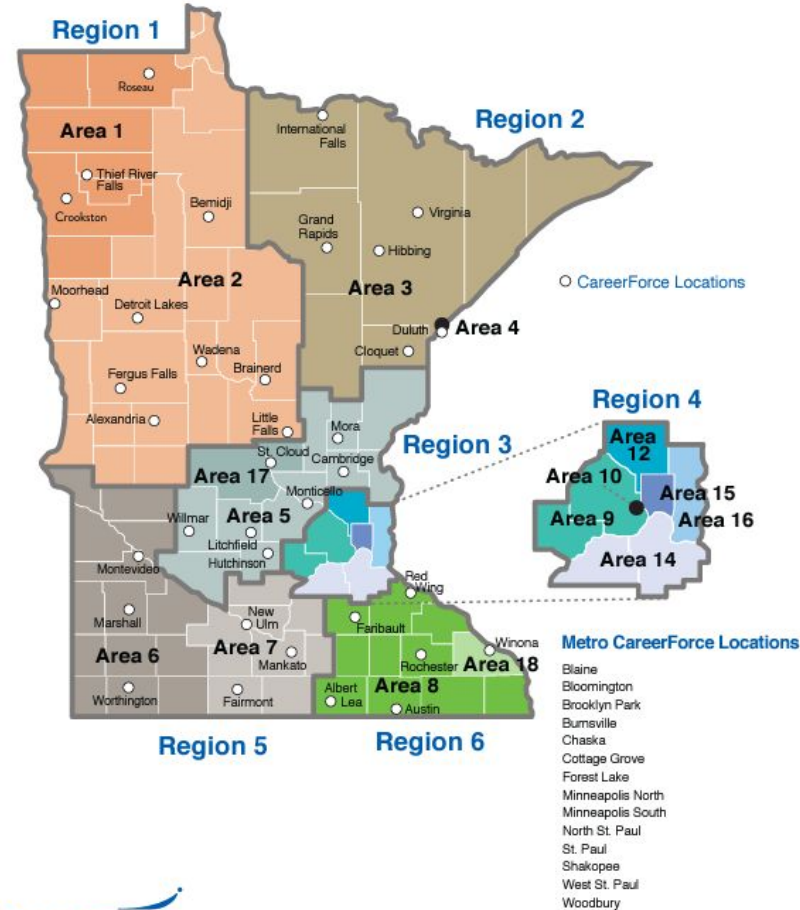 Region 1
Roseau
Area 1
Thief River
Falls
Crookston
Bemidji
Area 2
Moorhead
Detroit Lakes
Wadena
Fergus Falls
Brainerd
Alexandria
Little
Falls
Region 2
International
Falls
Grand
Rapids
Virginia
Hibbing
Area 3
Duluth
Area 4
Cloquet
CareerForce Locations
Region 3
Mora
St. Cloud
Cambridge
Area 17
Monticello
Willmar
Area 5
Litchfield
Hutchinson
Region 4
Area
12
Area 10
Area 15
Area 9
Area 16
Area 14
Montevideo
Marshall
New
Ulm
Area 7
Area 6
Mankato
Worthington
Fairmont
Region 5
Red
Wing
Faribault
Winona
Rochester
Area 18
Albert
Lea
Area 8
Austin
Region 6
Metro CareerForce Locations
Blaine
Bloomington
Brooklyn Park
Burnsville
Chaska
Cottage Grove
Forest Lake
Minneapolis North
Minneapolis South
North St. Paul
St. Paul
Shakopee
West St. Paul
Woodbury